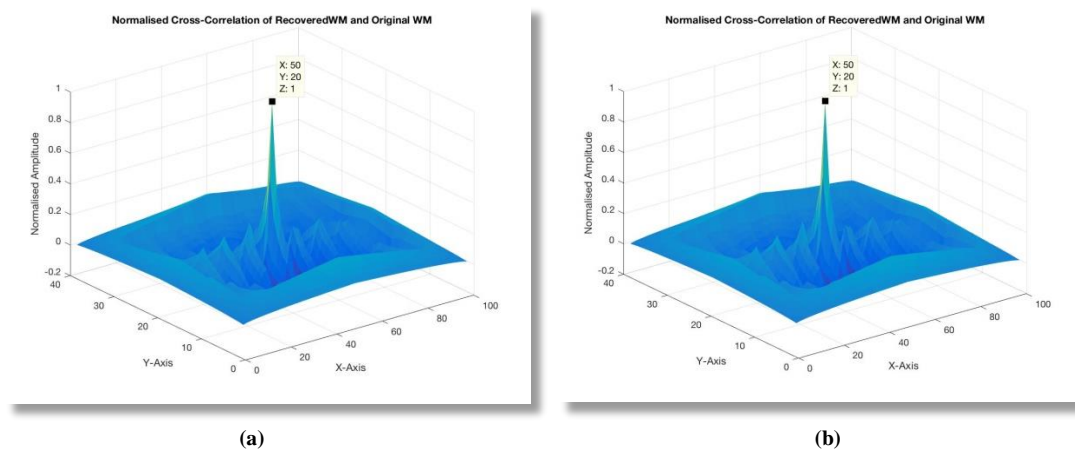 Normalised Cross-Correlation of RecoveredWM and Original WM
X: 50
Y: 20
Z: 1
1
0.8
0.6
0.4
0.2
0
-0.2
Normalised Amplitude
40
30
20
10
0
Y-Axis
0
20
40
60
80
100
X-Axis
(a)
Normalised Cross-Correlation of RecoveredWM and Original WM
X: 50
Y: 20
Z: 1
1
0.8
0.6
0.4
0.2
0
-0.2
Normalised Amplitude
40
30
20
10
0
Y-Axis
0
20
40
60
80
100
X-Axis
(b)